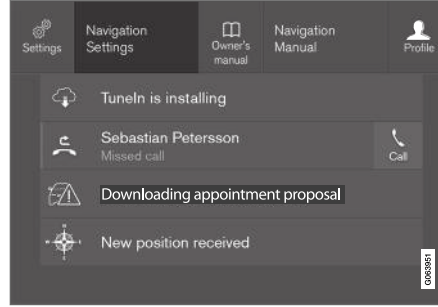 Settings
Navigation
Settings
Owner's
manual
Navigation
Manual
Profile
TuneIn is installing
Sebastian Petersson
Missed call
Call
Downloading appointment proposal
New position received
G063951